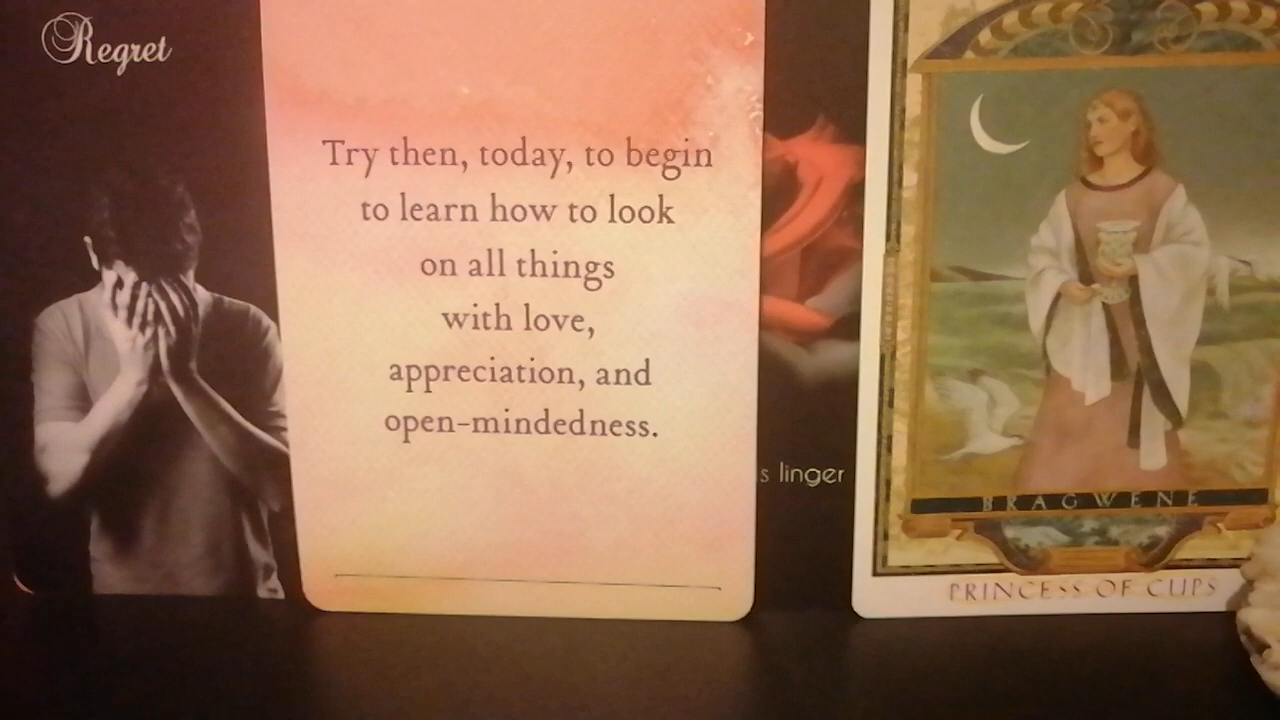 Regret
Try then, today, to begin
to learn how to look
on all things
with love,
appreciation, and
open-mindedness.
s linger
BRAGWENE
PRINCESS OF CUPS